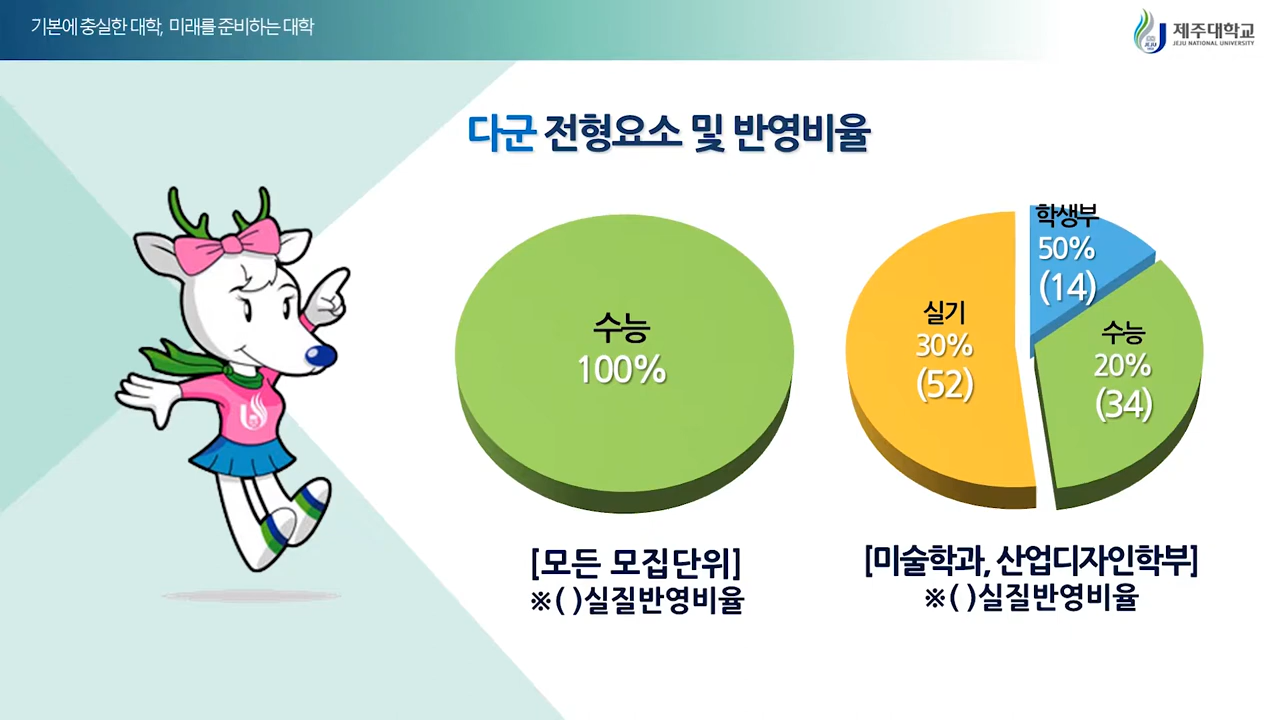 기본에 충실한 대학, 미래를 준비하는 대학
제주대학교
JEJU NATIONAL UNIVERSITY
다군 전형요소 및 반영비율
수능
100%
[모든 모집단위]
※( )실질반영비율
학생부
50%
(14)
실기
30%
(52)
수능
20%
(34)
[미술학과, 산업디자인학부]
※( )실질반영비율